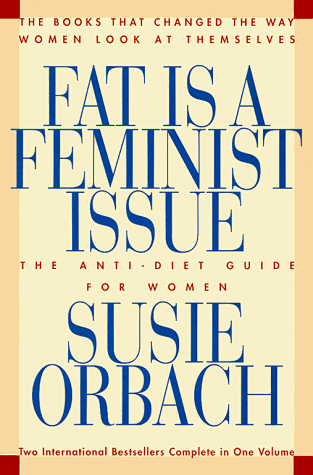 THE BOOKS THAT CHANGED THE WAY
WOMEN LOOK AT THEMSELVES
FAT IS A
FEMINIST
ISSUE
THE ANTI-DIET GUIDE
FOR WOMEN
SUSIE
ORBACH
Two International Bestsellers Complete in One Volume